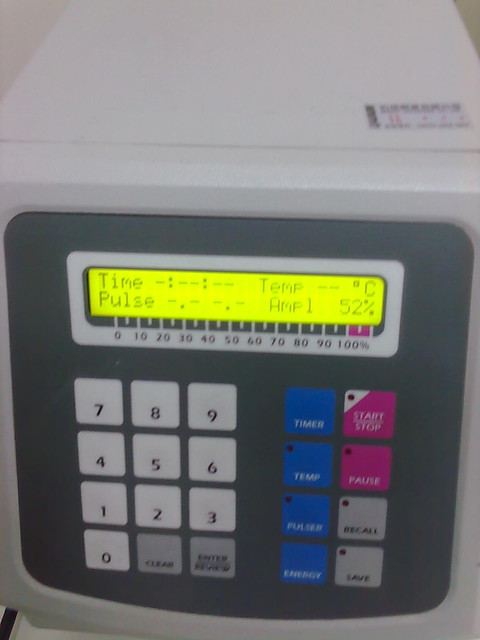 Time -:--:-- Temp -- °C
Pulse -.- -.- Ampl 52%
0 10 20 30 40 50 60 70 80 90 100%
7 8 9 TIMER START STOP
4 5 6 TEMP PAUSE
1 2 3 PULSER RECALL
0 CLEAR ENTER REVIEW ENERGY SAVE